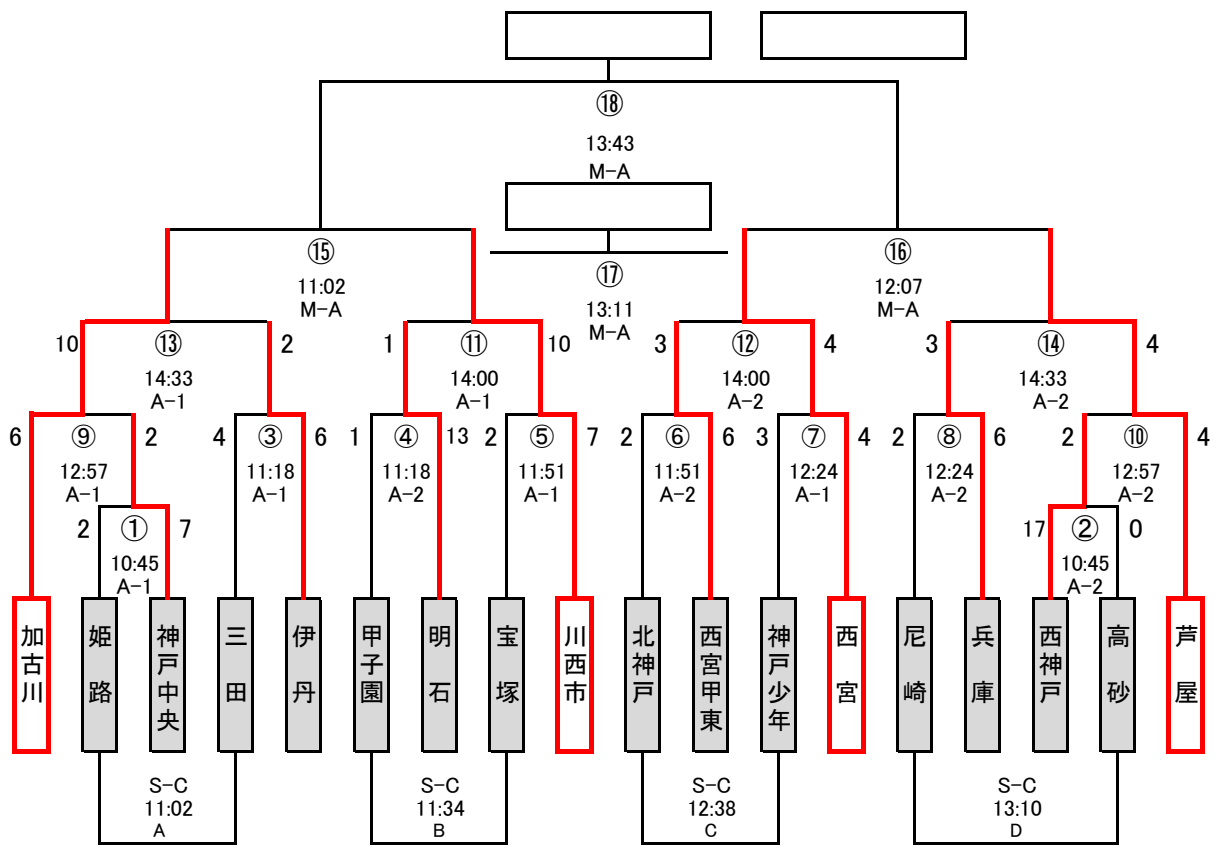 ⑱
13:43
M-A
⑮
11:02
M-A
⑰
13:11
M-A
⑯
12:07
M-A
10
⑬
2
14:33
A-1
1
⑪
10
14:00
A-1
3
⑫
4
14:00
A-2
3
⑭
4
14:33
A-2
6
⑨
2
12:57
A-1
4
③
6
11:18
A-1
1
④
13
11:18
A-2
2
⑤
7
11:51
A-1
2
⑥
6
11:51
A-2
3
⑦
4
12:24
A-1
2
⑧
6
12:24
A-2
2
⑩
4
12:57
A-2
2
①
7
10:45
A-1
17
②
0
10:45
A-2
加古川
姫路
神戸中央
三田
伊丹
甲子園
明石
宝塚
川西市
北神戸
西宮甲東
神戸少年
西宮
尼崎
兵庫
西神戸
高砂
芦屋
S-C
11:02
A
S-C
11:34
B
S-C
12:38
C
S-C
13:10
D